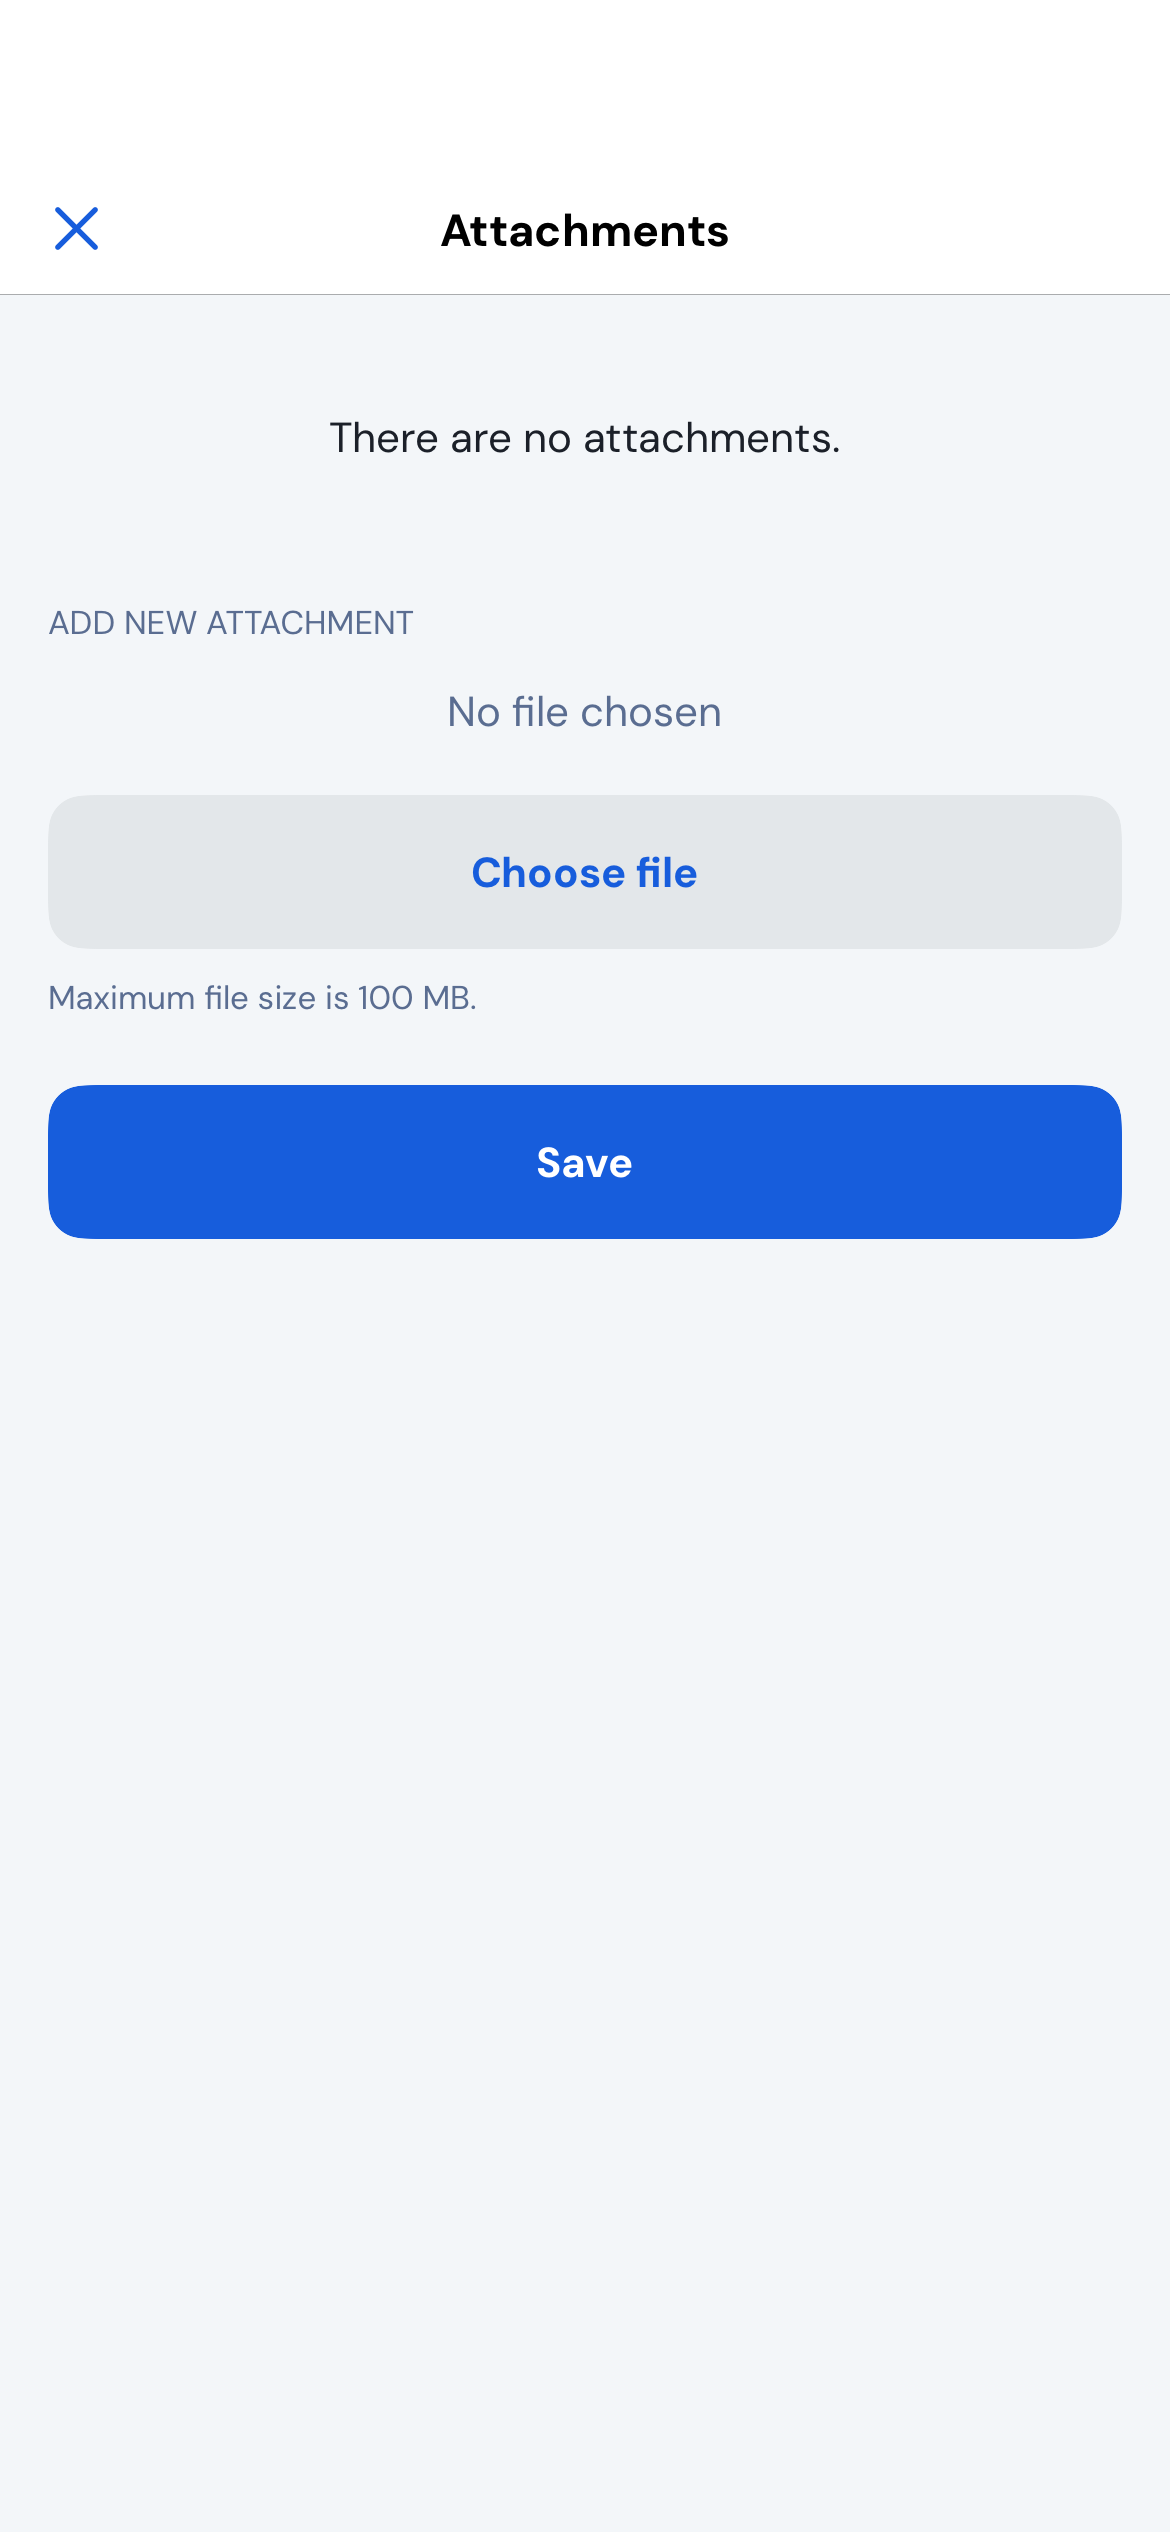 Attachments
There are no attachments.
ADD NEW ATTACHMENT
No file chosen
Choose file
Maximum file size is 100 MB.
Save